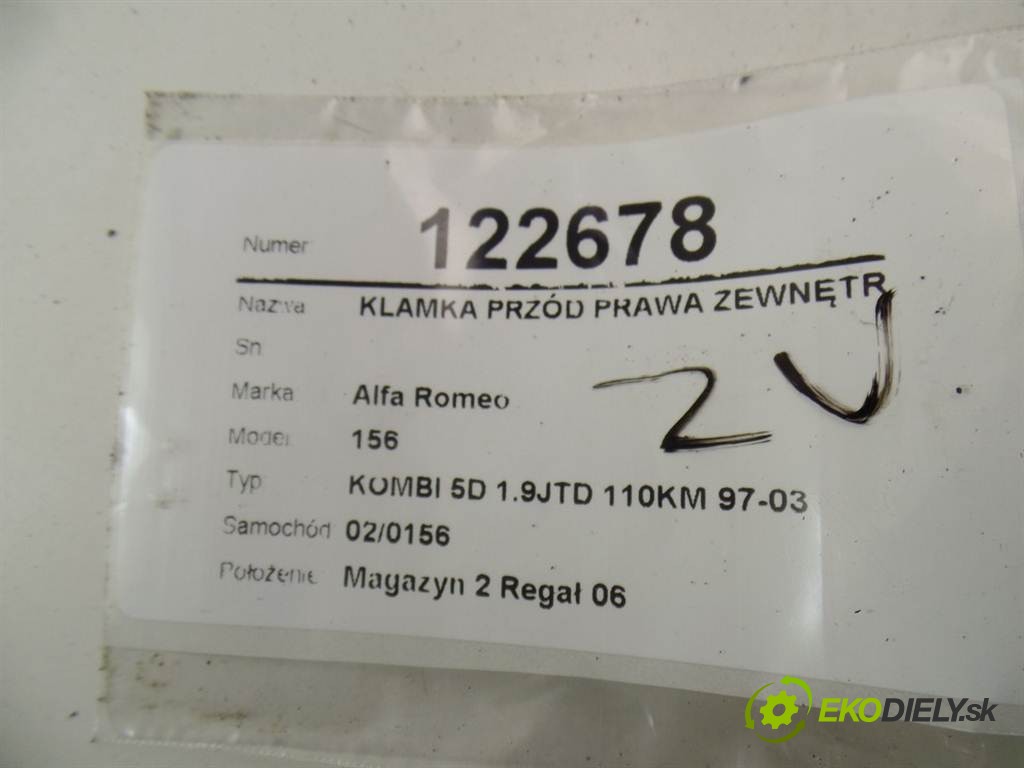 Numer 122678
Nazwa KLAMKA PRZÓD PRAWA ZEWNĘTR
Sn
Marka Alfa Romeo
Model 156
Typ KOMBI 5D 1.9JTD 110KM 97-03
Samochód 02/0156
Położenie Magazyn 2 Regał 06
EKODIELY.sk